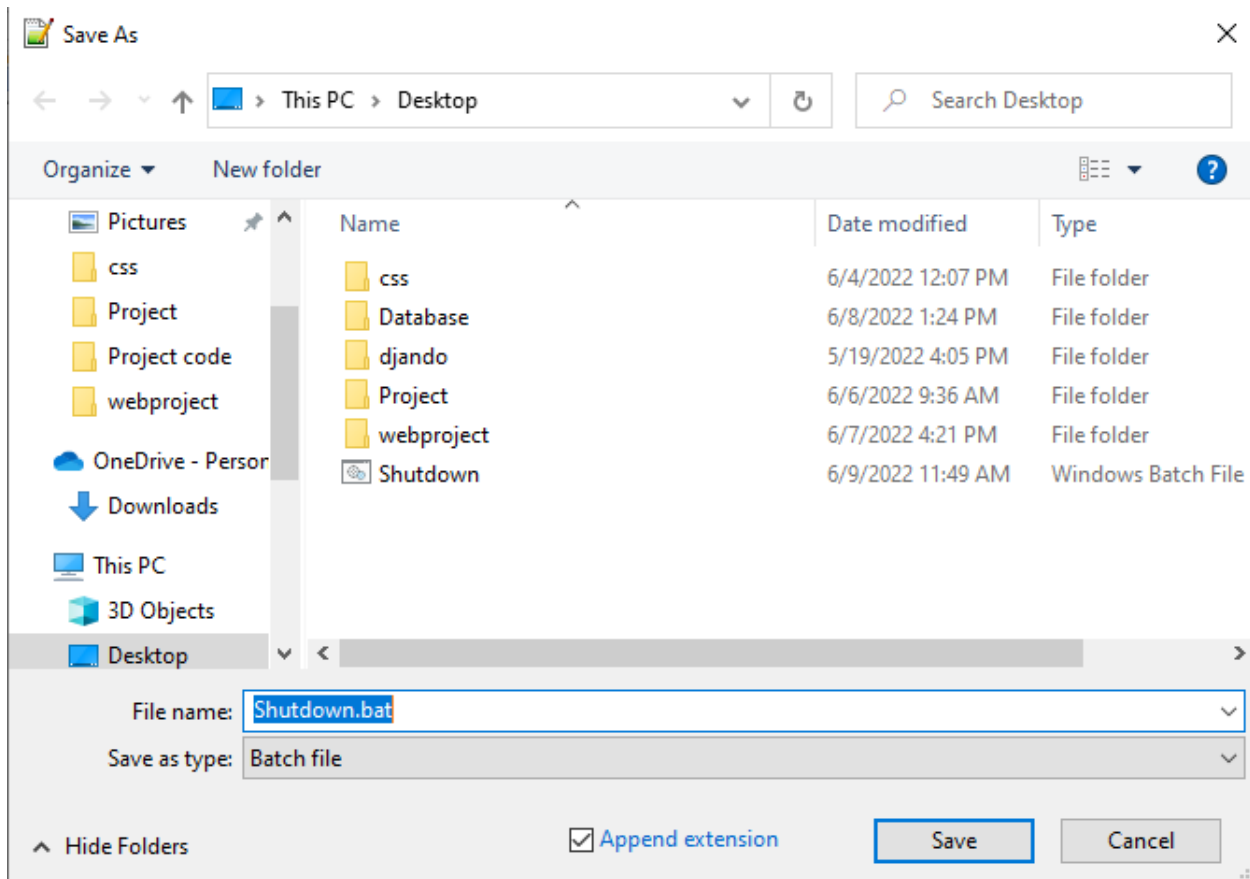 Save As
This PC > Desktop
Search Desktop
Organize
New folder
Pictures
css
Project
Project code
webproject
OneDrive - Person
Downloads
This PC
3D Objects
Desktop
Name Date modified Type
css 6/4/2022 12:07 PM File folder
Database 6/8/2022 1:24 PM File folder
djando 5/19/2022 4:05 PM File folder
Project 6/6/2022 9:36 AM File folder
webproject 6/7/2022 4:21 PM File folder
Shutdown 6/9/2022 11:49 AM Windows Batch File
File name: Shutdown.bat
Save as type: Batch file
Hide Folders
Append extension
Save
Cancel